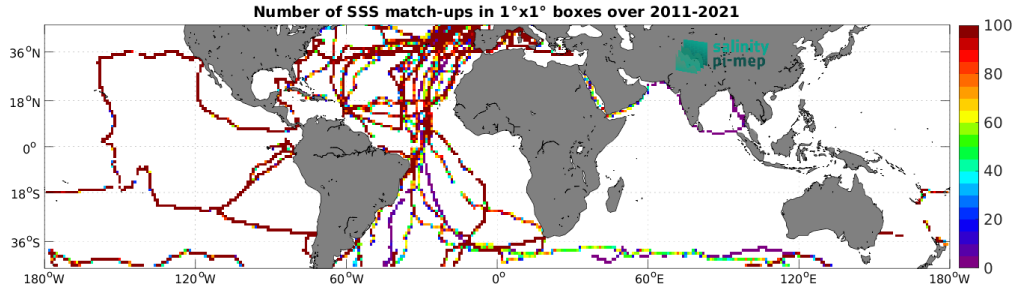 Number of SSS match-ups in 1°x1° boxes over 2011-2021
salinity
pi-mep
36°N
18°N
0°
18°S
36°S
180°W 120°W 60°W 0° 60°E 120°E 180°W
100
80
60
40
20
0